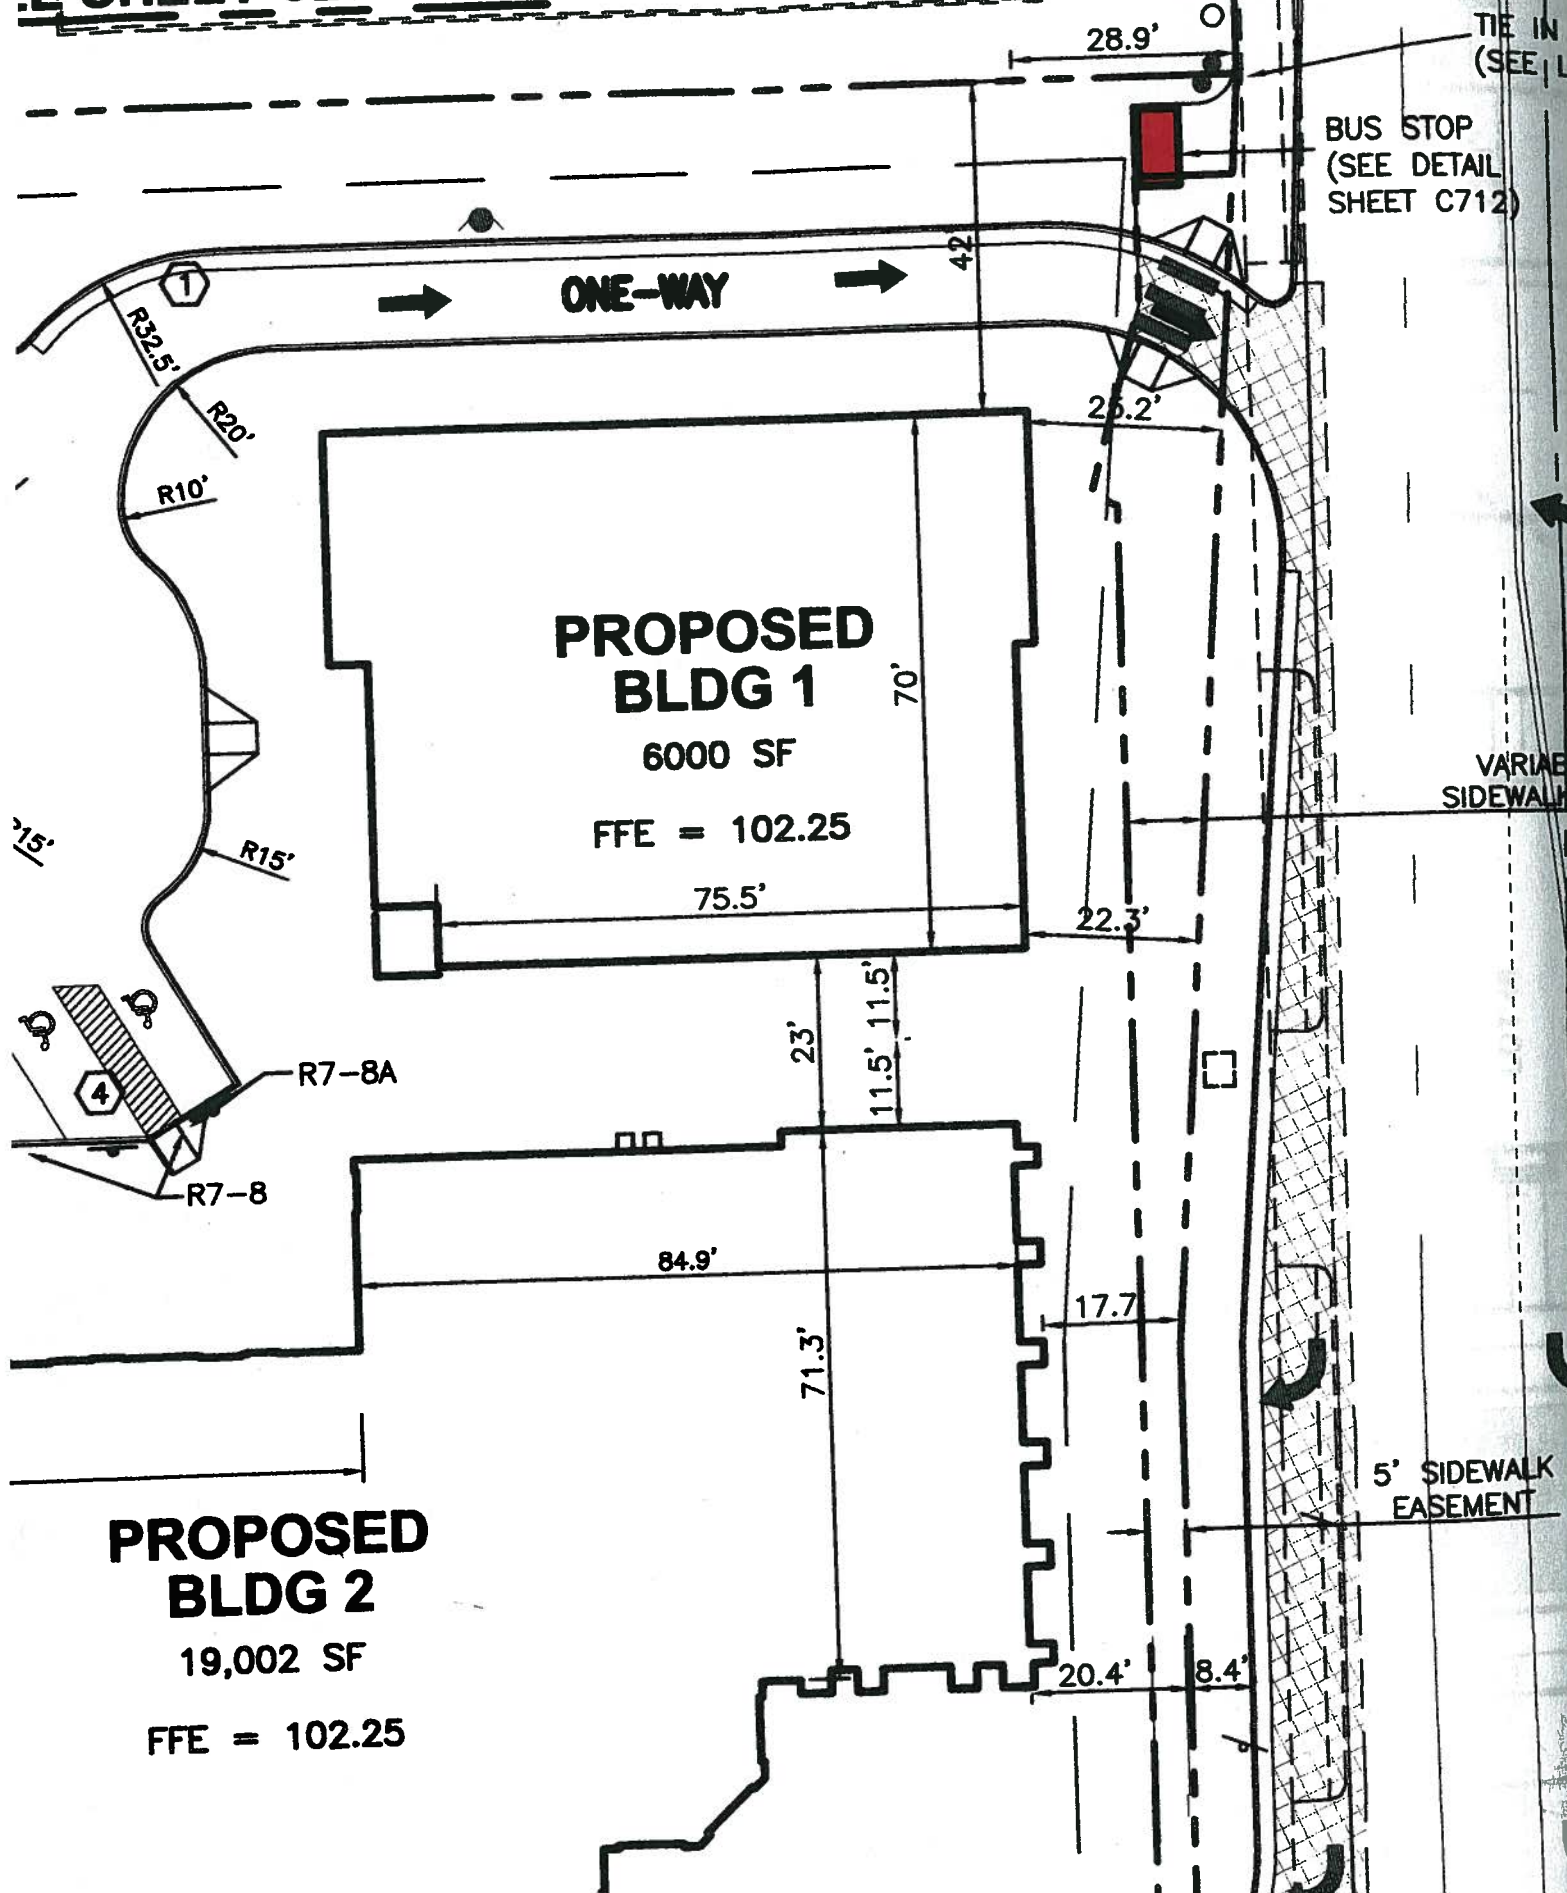 28.9'
TIE IN
(SEE
BUS STOP
(SEE DETAIL
SHEET C712)
42'
1
ONE-WAY
R32.5'
R20'
R10'
26.2'
PROPOSED
BLDG 1
6000 SF
FFE = 102.25
70'
75.5'
22.3'
SIDEWALK
R15'
23'
11.5'
11.5'
R7-8A
4
R7-8
84.9'
17.7
71.3'
5' SIDEWALK
EASEMENT
PROPOSED
BLDG 2
19,002 SF
FFE = 102.25
20.4'
8.4'